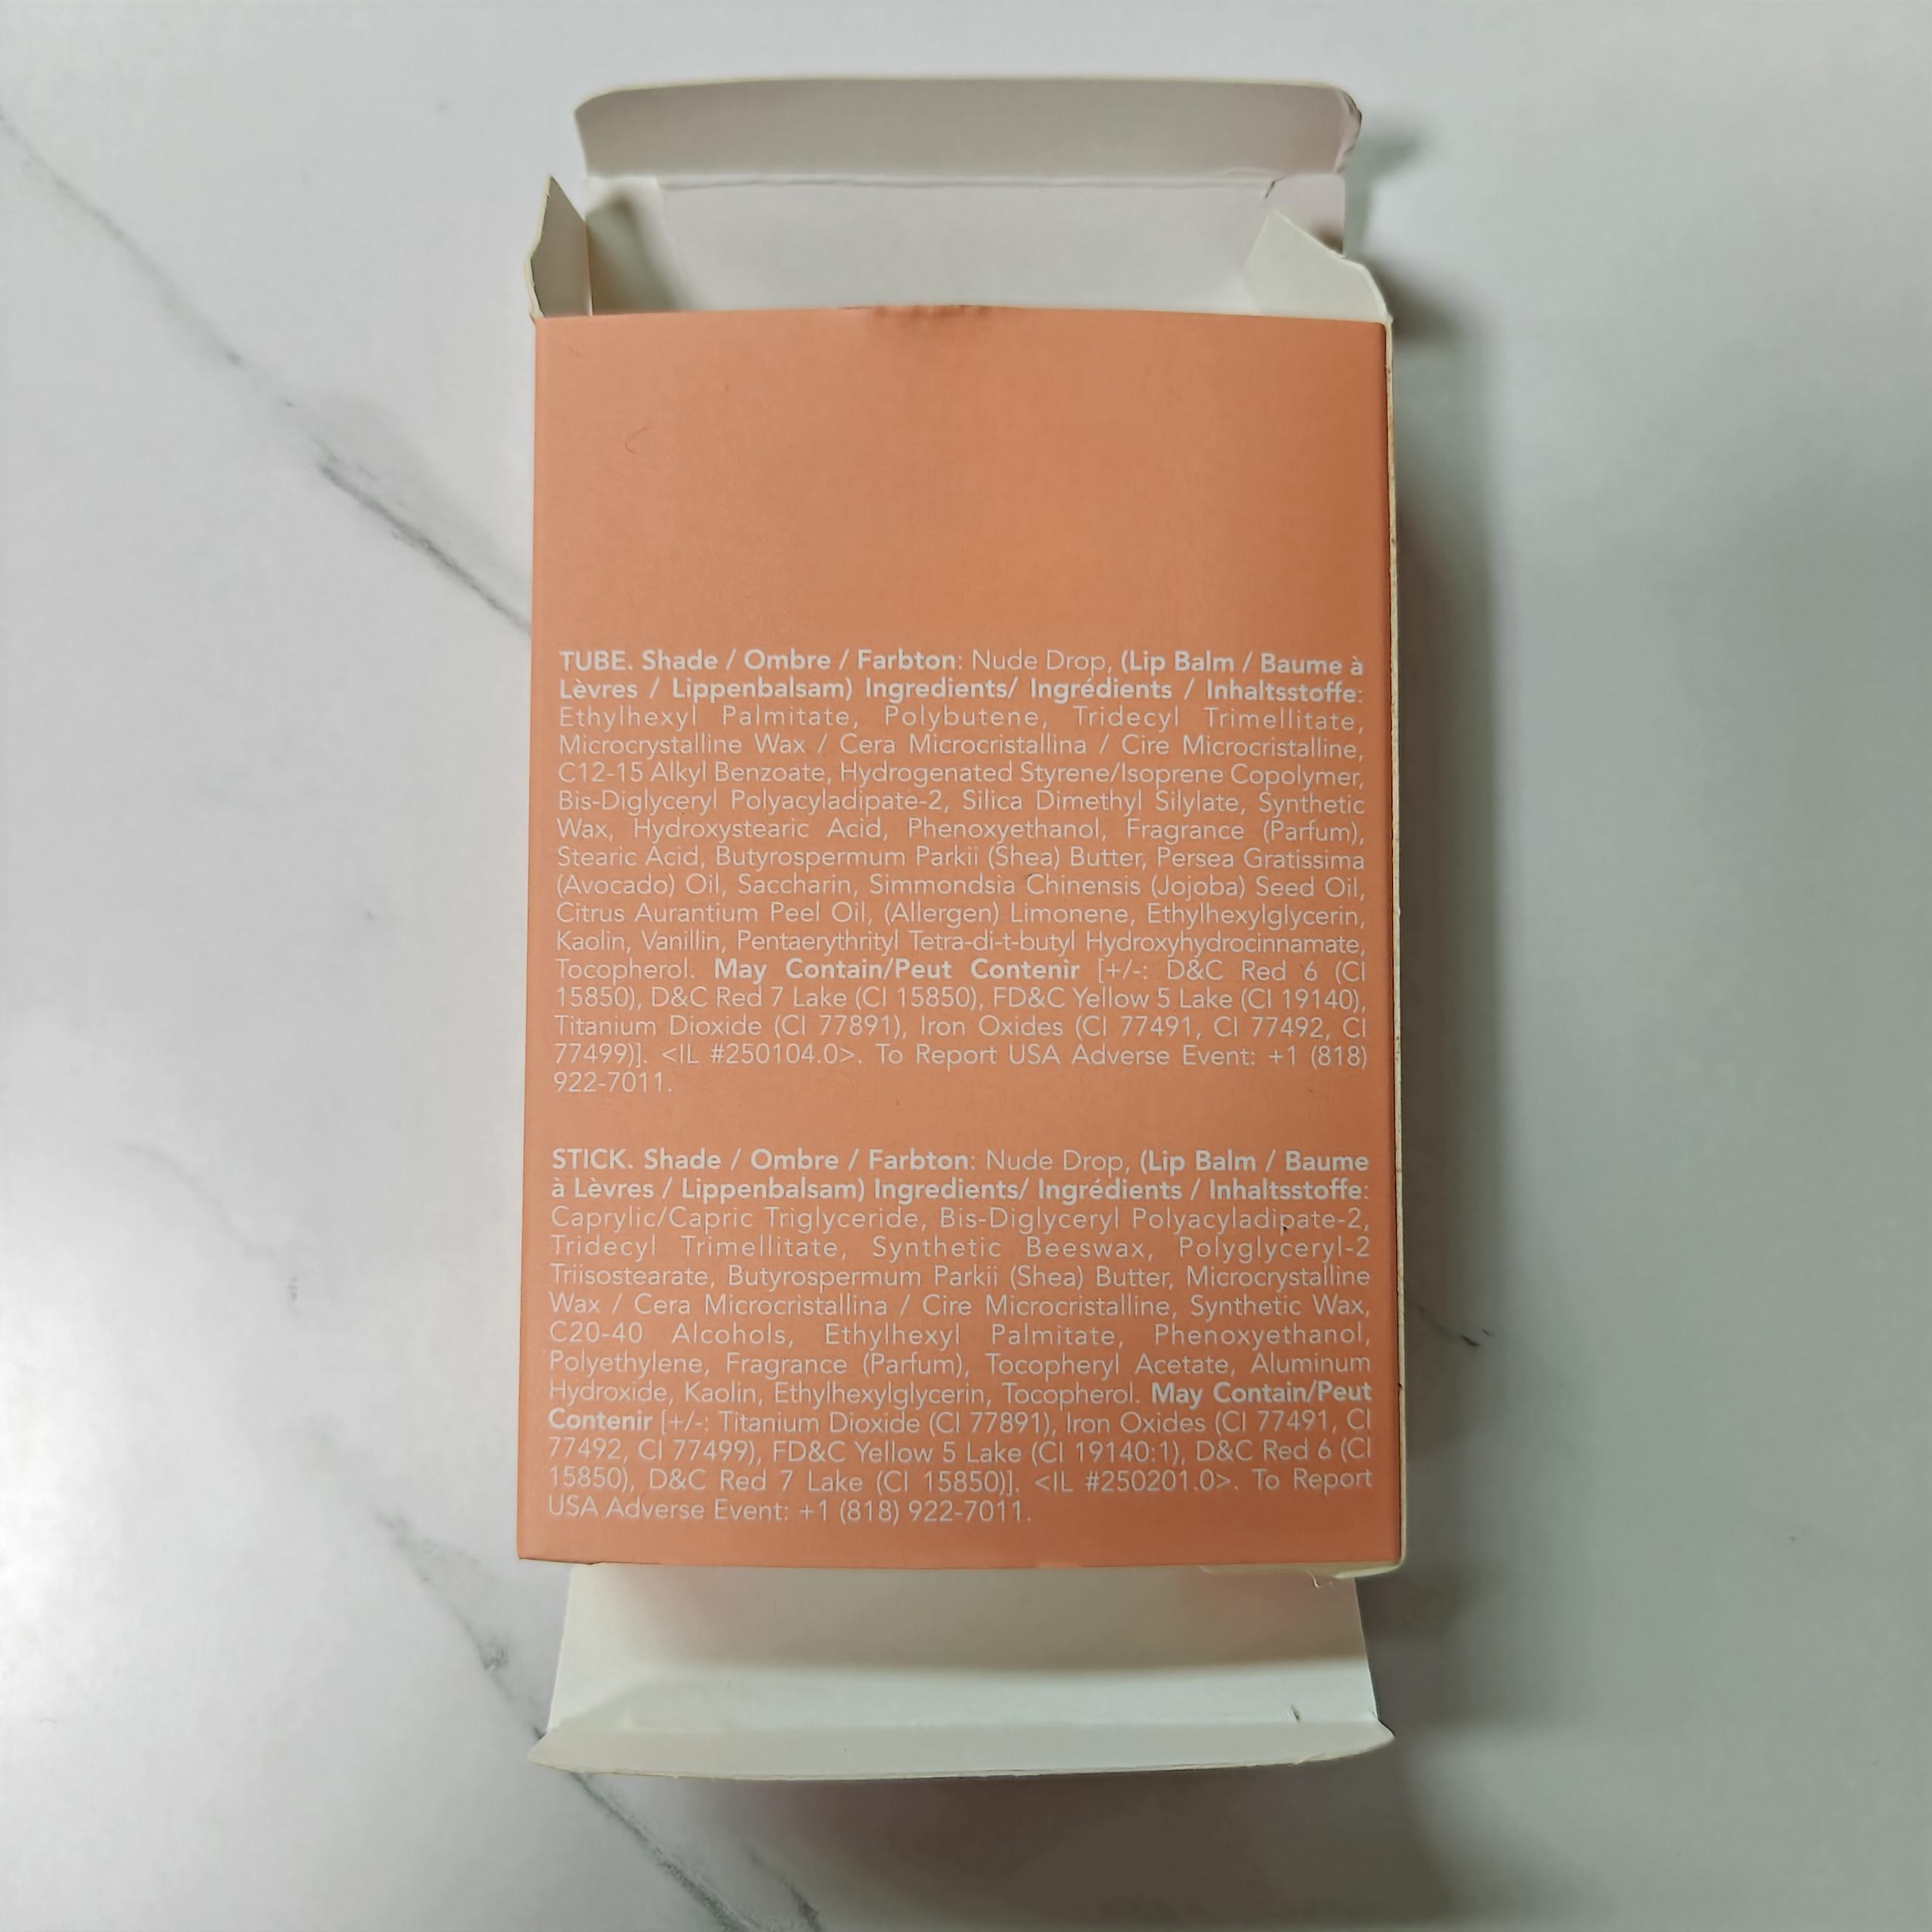 TUBE. Shade / Ombre / Farbton: Nude Drop, (Lip Balm / Baume à
Lèvres / Lippenbalsam) Ingredients/ Ingrédients / Inhaltsstoffe:
Ethylhexyl Palmitate, Polybutene, Tridecyl Trimellitate,
Microcrystalline Wax / Cera Microcristallina / Cire Microcristalline,
C12-15 Alkyl Benzoate, Hydrogenated Styrene/Isoprene Copolymer,
Bis-Diglyceryl Polyacyladipate-2, Silica Dimethyl Silylate, Synthetic
Wax, Hydroxystearic Acid, Phenoxyethanol, Fragrance (Parfum),
Stearic Acid, Butyrospermum Parkii (Shea) Butter, Persea Gratissima
(Avocado) Oil, Saccharin, Simmondsia Chinensis (Jojoba) Seed Oil,
Citrus Aurantium Peel Oil, (Allergen) Limonene, Ethylhexylglycerin,
Kaolin, Vanillin, Pentaerythrityl Tetra-di-t-butyl Hydroxyhydrocinnamate,
Tocopherol. May Contain/Peut Contenir [+/-: D&C Red 6 (CI
15850), D&C Red 7 Lake (CI 15850), FD&C Yellow 5 Lake (CI 19140),
Titanium Dioxide (CI 77891), Iron Oxides (CI 77491, CI 77492, CI
77499)]. <IL #250104.0>. To Report USA Adverse Event: +1 (818)
922-7011.
STICK. Shade / Ombre / Farbton: Nude Drop, (Lip Balm / Baume
à Lèvres / Lippenbalsam) Ingredients/ Ingrédients / Inhaltsstoffe:
Caprylic/Capric Triglyceride, Bis-Diglyceryl Polyacyladipate-2,
Tridecyl Trimellitate, Synthetic Beeswax, Polyglyceryl-2
Triisostearate, Butyrospermum Parkii (Shea) Butter, Microcrystalline
Wax / Cera Microcristallina / Cire Microcristalline, Synthetic Wax,
C20-40 Alcohols, Ethylhexyl Palmitate, Phenoxyethanol,
Polyethylene, Fragrance (Parfum), Tocopheryl Acetate, Aluminum
Hydroxide, Kaolin, Ethylhexylglycerin, Tocopherol. May Contain/Peut
Contenir [+/-: Titanium Dioxide (CI 77891), Iron Oxides (CI 77491, CI
77492, CI 77499), FD&C Yellow 5 Lake (CI 19140:1), D&C Red 6 (CI
15850), D&C Red 7 Lake (CI 15850)]. <IL #250201.0>. To Report
USA Adverse Event: +1 (818) 922-7011.